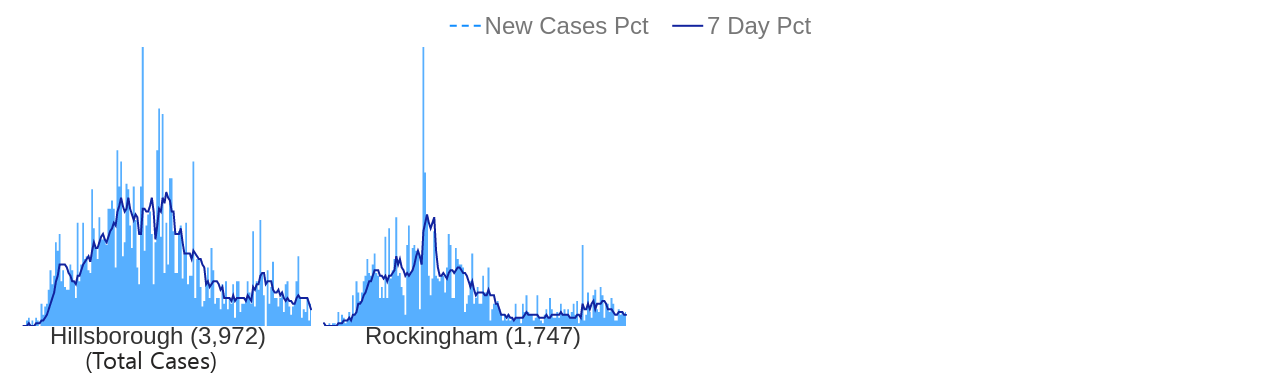 New Cases Pct 7 Day Pct
Hillsborough (3,972) Rockingham (1,747)
(Total Cases)